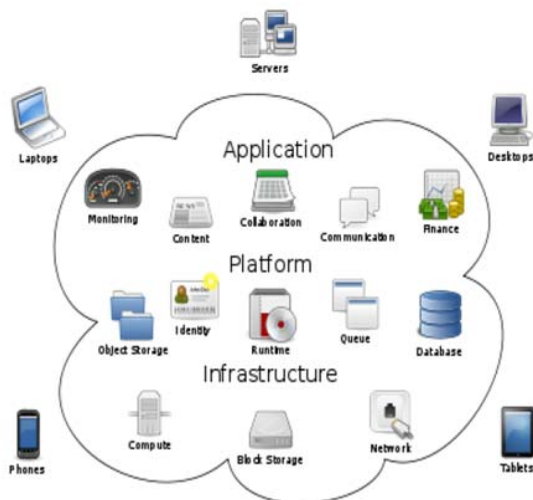 Servers
Laptops
Desktops
Application
Monitoring
Content
Collaboration
Communication
Finance
Platform
Object Storage
Identity
Runtime
Queue
Database
Infrastructure
Compute
Block Storage
Network
Phones
Tablets